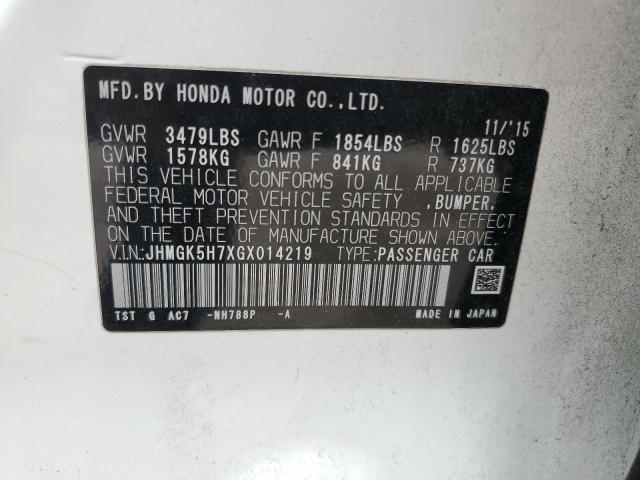 MFD.BY HONDA MOTOR CO.,LTD.
11/'15
GVWR 3479LBS GAWR F 1854LBS R 1625LBS
GVWR 1578KG GAWR F 841KG R 737KG
THIS VEHICLE CONFORMS TO ALL APPLICABLE
FEDERAL MOTOR VEHICLE SAFETY ,BUMPER,
AND THEFT PREVENTION STANDARDS IN EFFECT
ON THE DATE OF MANUFACTURE SHOWN ABOVE.
V.IN.:JHMGK5H7XGX014219 TYPE:PASSENGER CAR
TST G AC7 -NH788P -A
MADE IN JAPAN